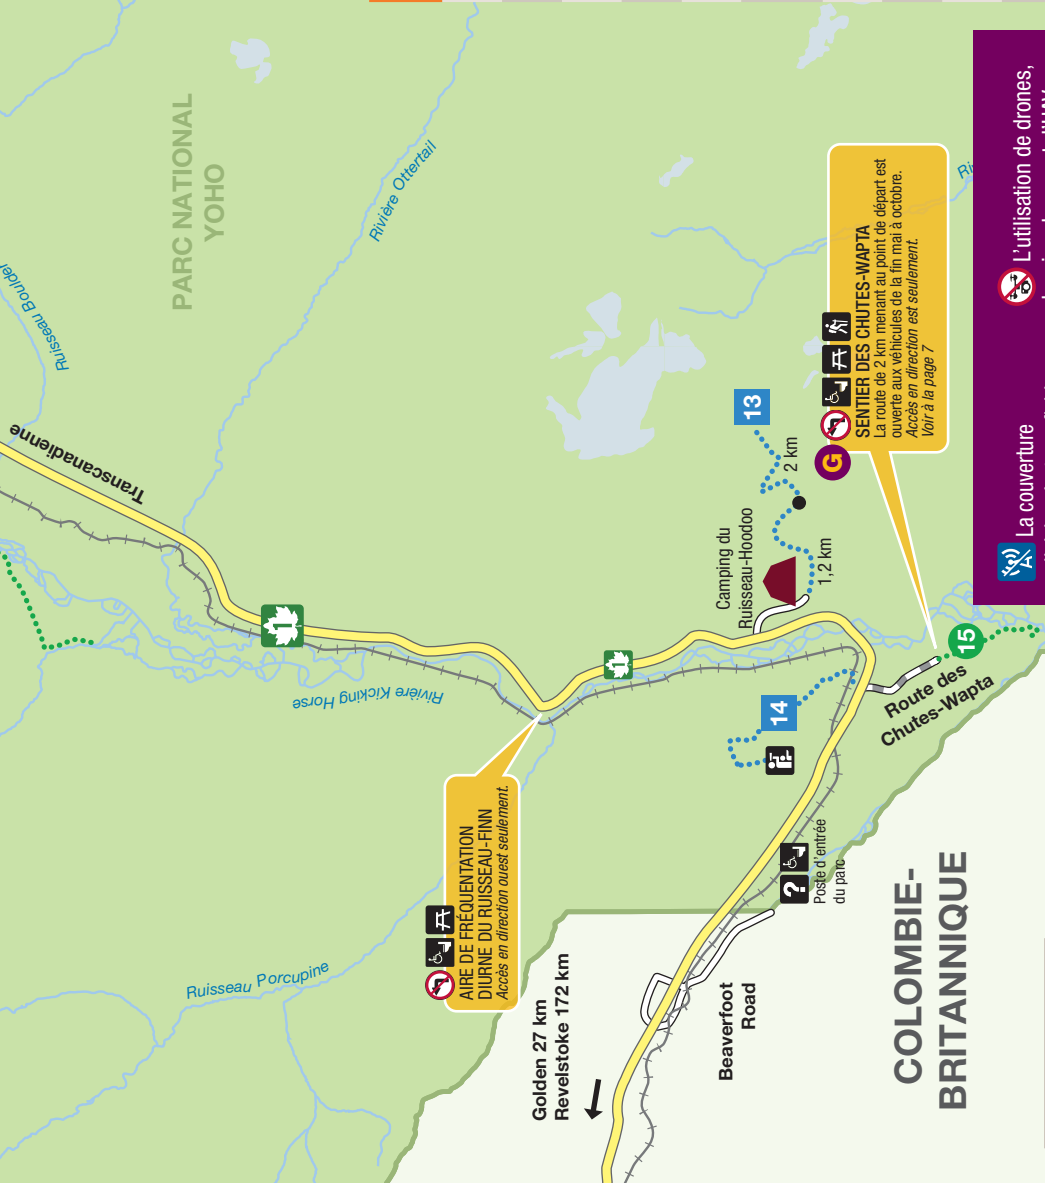 PARC NATIONAL
YOHO
Ruisseau Boulder
Rivière Ottertail
Transcanadienne
1
Rivière Kicking Horse
1
Ruisseau Porcupine
AIRE DE FRÉQUENTATION
DIURNE DU RUISSEAU-FINN
Accès en direction ouest seulement.
Golden 27 km
Revelstoke 172 km
Beaverfoot
Road
COLOMBIE-
BRITANNIQUE
?
Poste d'entrée
du parc
14
13
2 km
1,2 km
Camping du
Ruisseau-Hoodoo
G
SENTIER DES CHUTES-WAPTA
La route de 2 km menant au point de départ est
ouverte aux véhicules de la fin mai à octobre.
Accès en direction est seulement.
Voir à la page 7
15
Route des
Chutes-Wapta
La couverture
L'utilisation de drones,